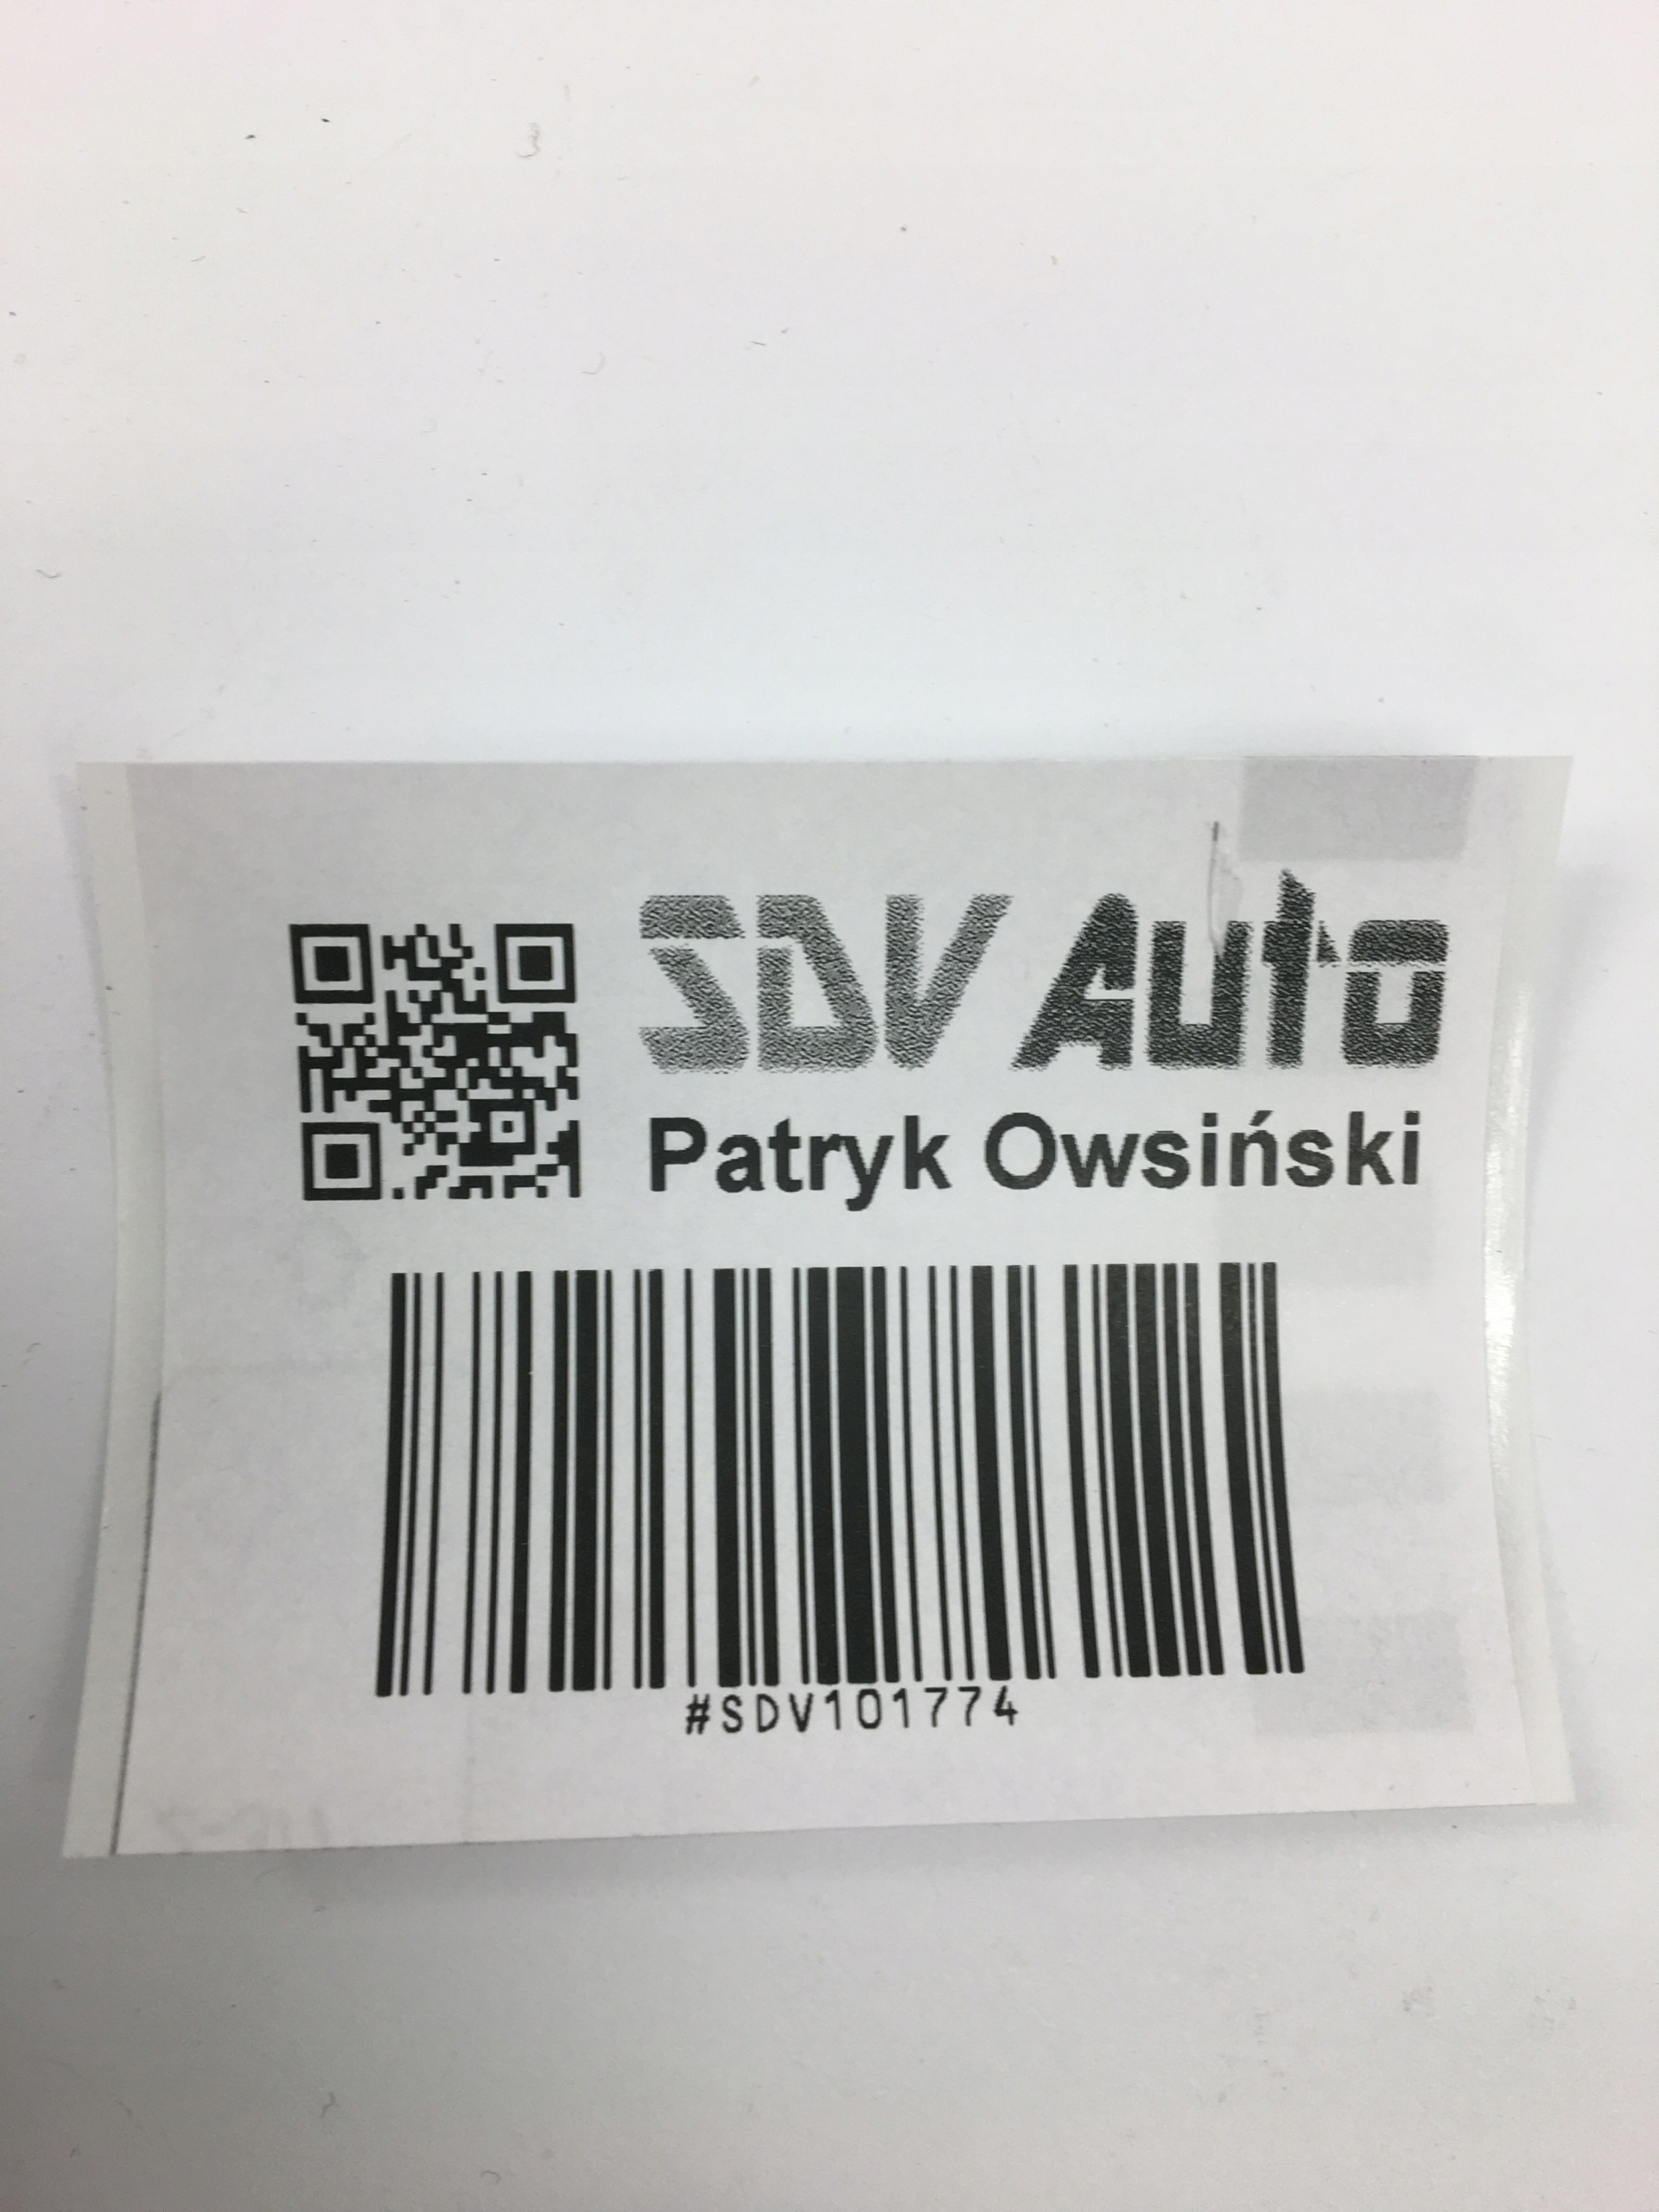 SDV Auto
Patryk Owsiński
#SDV101774